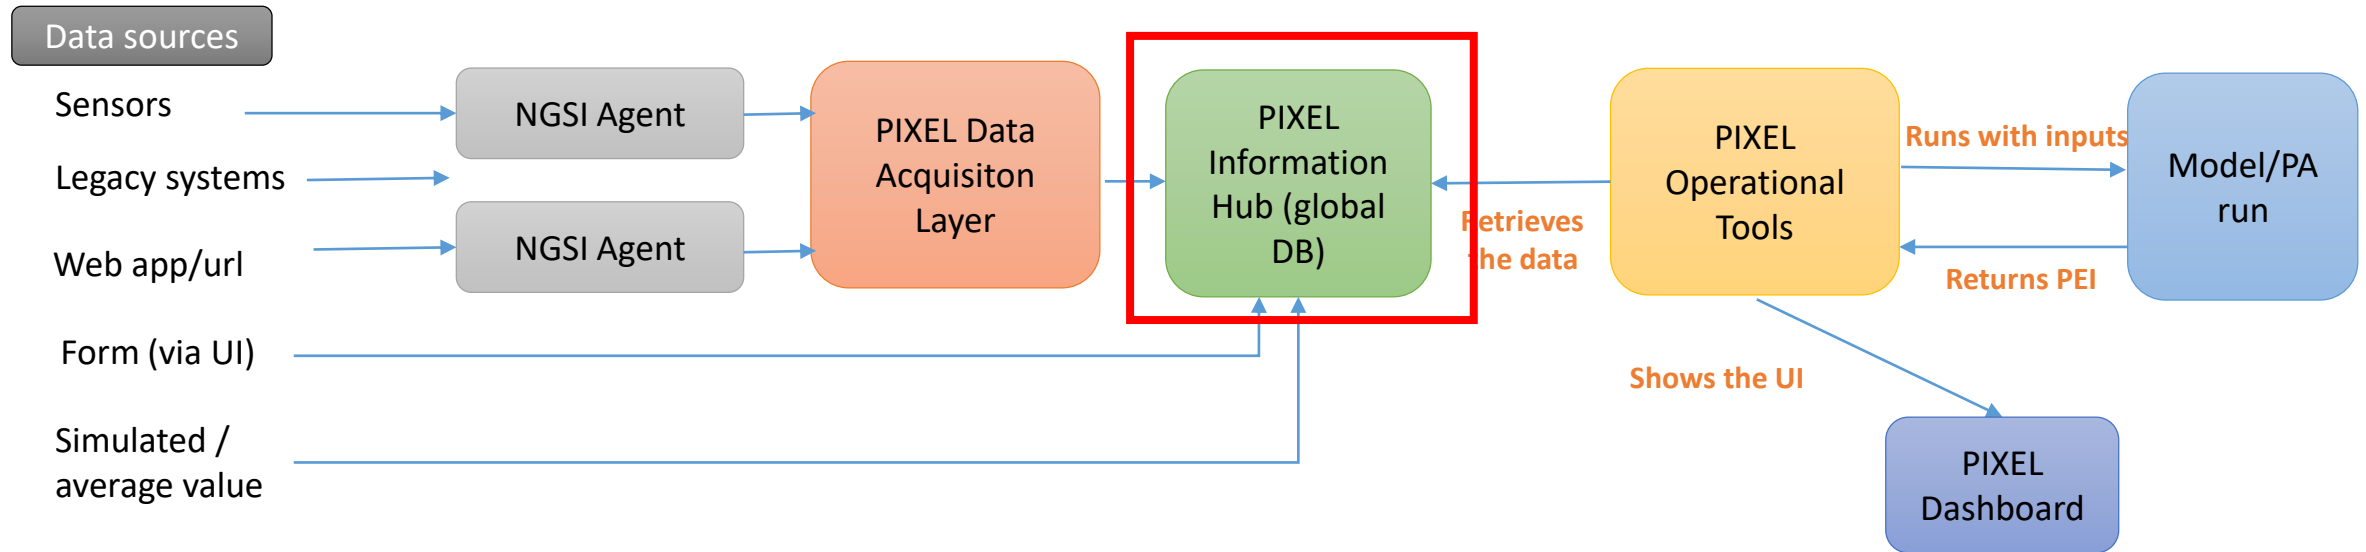 Data sources
Sensors
Legacy systems
Web app/url
Form (via UI)
Simulated /
average value
NGSI Agent
NGSI Agent
PIXEL Data
Acquisiton
Layer
PIXEL
Information
Hub (global
DB)
Retrieves
the data
PIXEL
Operational
Tools
Runs with inputs
Returns PEI
Model/PA
run
Shows the UI
PIXEL
Dashboard